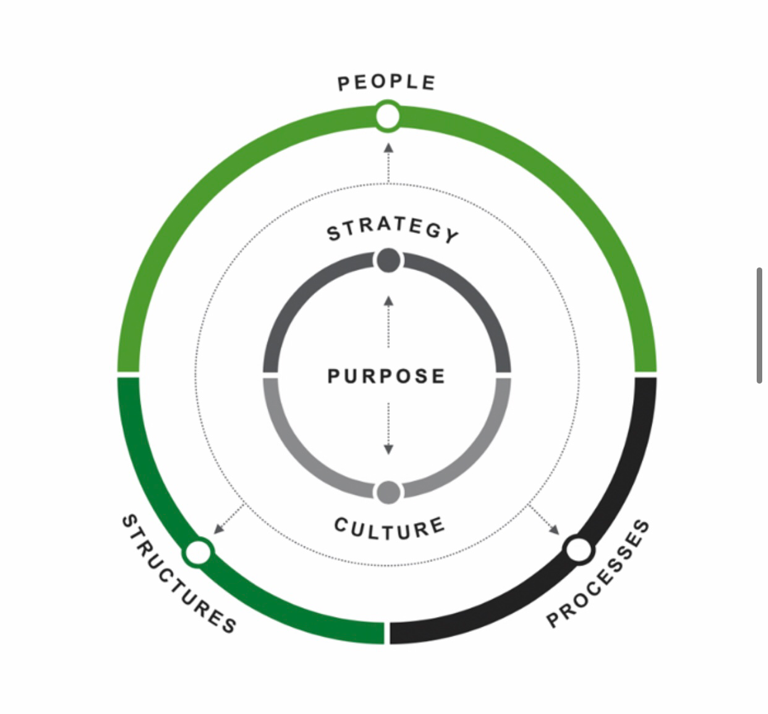 PEOPLE
STRATEGY
PURPOSE
CULTURE
STRUCTURES
PROCESSES